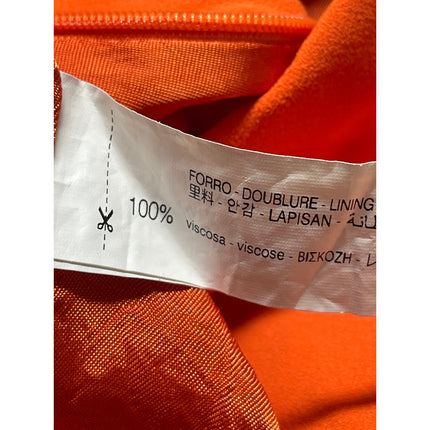 FORRO - DOUBLURE - LINING
里料 - 안감 - LAPISAN -
100% viscosa - viscose - ΒΙΣΚΟΖΗ -